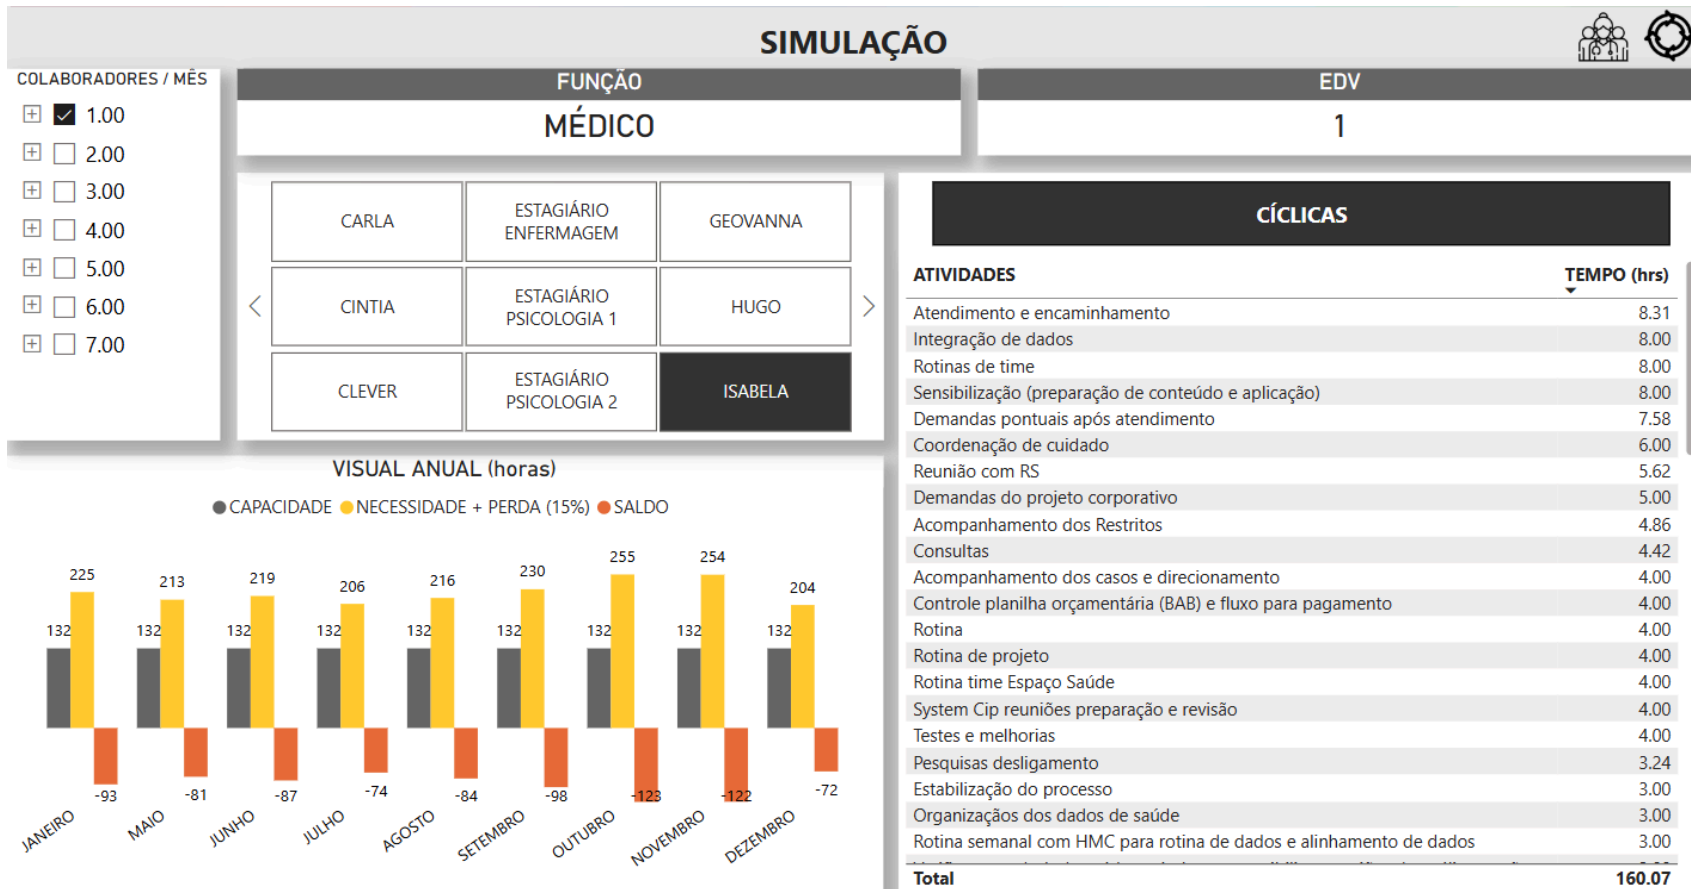 SIMULAÇÃO
COLABORADORES / MÊS
1.00
2.00
3.00
4.00
5.00
6.00
7.00
FUNÇÃO
MÉDICO
EDV
1
CARLA
ESTAGIÁRIO
ENFERMAGEM
GEOVANNA
CINTIA
ESTAGIÁRIO
PSICOLOGIA 1
HUGO
CLEVER
ESTAGIÁRIO
PSICOLOGIA 2
ISABELA
VISUAL ANUAL (horas)
CAPACIDADE NECESSIDADE + PERDA (15%) SALDO
132 225 -93
132 213 -81
132 219 -87
132 206 -74
132 216 -84
132 230 -98
132 255 -123
132 254 -122
132 204 -72
JANEIRO MAIO JUNHO JULHO AGOSTO SETEMBRO OUTUBRO NOVEMBRO DEZEMBRO
CÍCLICAS
ATIVIDADES TEMPO (hrs)
Atendimento e encaminhamento 8.31
Integração de dados 8.00
Rotinas de time 8.00
Sensibilização (preparação de conteúdo e aplicação) 8.00
Demandas pontuais após atendimento 7.58
Coordenação de cuidado 6.00
Reunião com RS 5.62
Demandas do projeto corporativo 5.00
Acompanhamento dos Restritos 4.86
Consultas 4.42
Acompanhamento dos casos e direcionamento 4.00
Controle planilha orçamentária (BAB) e fluxo para pagamento 4.00
Rotina 4.00
Rotina de projeto 4.00
Rotina time Espaço Saúde 4.00
System Cip reuniões preparação e revisão 4.00
Testes e melhorias 4.00
Pesquisas desligamento 3.24
Estabilização do processo 3.00
Organizaçãos dos dados de saúde 3.00
Rotina semanal com HMC para rotina de dados e alinhamento de dados 3.00
Total 160.07